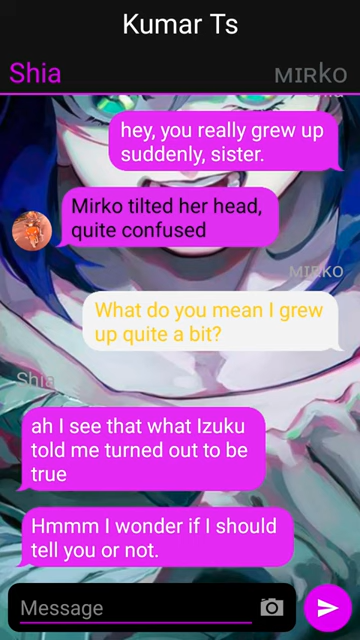 Kumar Ts
Shia
MIRko
hey, you really grew up
suddenly, sister.
Mirko tilted her head,
quite confused
MIRKO
What do you mean I grew
up quite a bit?
Shia
ah I see that what Izuku
told me turned out to be
true
Hmmm I wonder if I should
tell you or not.
Message